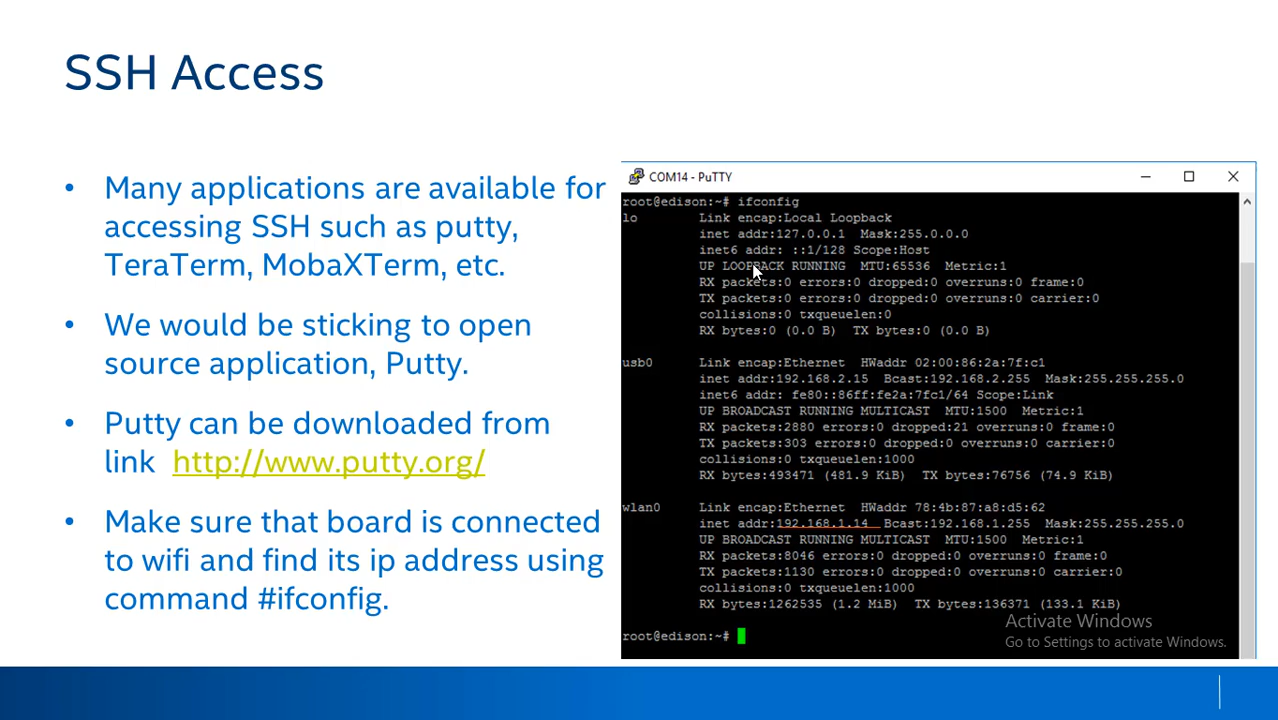 SSH Access
• Many applications are available for
accessing SSH such as putty,
TeraTerm, MobaXTerm, etc.
• We would be sticking to open
source application, Putty.
• Putty can be downloaded from
link http://www.putty.org/
• Make sure that board is connected
to wifi and find its ip address using
command #ifconfig.
COM14 - PuTTY
root@edison:~# ifconfig
lo Link encap:Local Loopback
inet addr:127.0.0.1 Mask:255.0.0.0
inet6 addr: ::1/128 Scope:Host
UP LOOPBACK RUNNING MTU:65536 Metric:1
RX packets:0 errors:0 dropped:0 overruns:0 frame:0
TX packets:0 errors:0 dropped:0 overruns:0 carrier:0
collisions:0 txqueuelen:0
RX bytes:0 (0.0 B) TX bytes:0 (0.0 B)
usb0 Link encap:Ethernet HWaddr 02:00:86:2a:7f:c1
inet addr:192.168.2.15 Bcast:192.168.2.255 Mask:255.255.255.0
inet6 addr: fe80::86ff:fe2a:7fc1/64 Scope:Link
UP BROADCAST RUNNING MULTICAST MTU:1500 Metric:1
RX packets:2880 errors:0 dropped:21 overruns:0 frame:0
TX packets:303 errors:0 dropped:0 overruns:0 carrier:0
collisions:0 txqueuelen:1000
RX bytes:493471 (481.9 KiB) TX bytes:76756 (74.9 KiB)
wlan0 Link encap:Ethernet HWaddr 78:4b:87:a8:d5:62
inet addr:192.168.1.14 Bcast:192.168.1.255 Mask:255.255.255.0
UP BROADCAST RUNNING MULTICAST MTU:1500 Metric:1
RX packets:8046 errors:0 dropped:0 overruns:0 frame:0
TX packets:1130 errors:0 dropped:0 overruns:0 carrier:0
collisions:0 txqueuelen:1000
RX bytes:1262535 (1.2 MiB) TX bytes:136371 (133.1 KiB)
root@edison:~#
Activate Windows
Go to Settings to activate Windows.